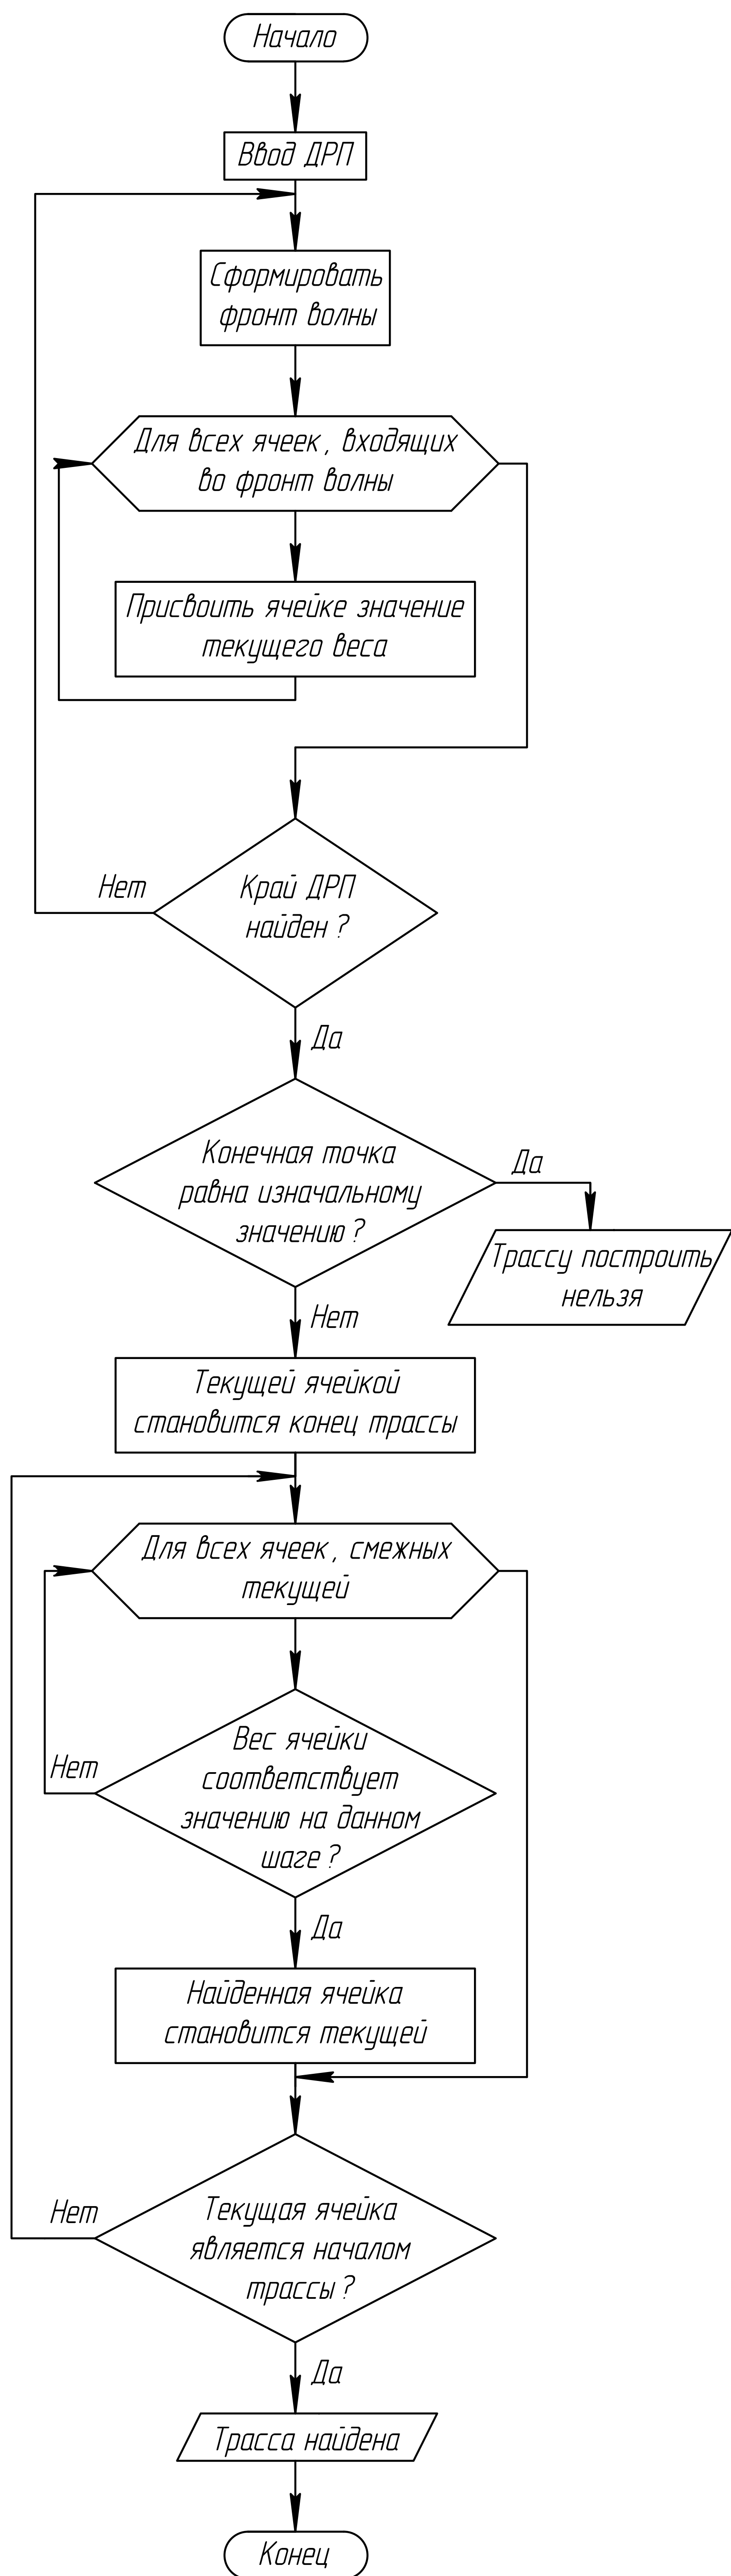 Начало
Ввод ДРП
Сформировать
фронт волны
Для всех ячеек, входящих
во фронт волны
Присвоить ячейке значение
текущего веса
Нет
Край ДРП
найден ?
Да
Конечная точка
равна изначальному
значению ?
Да
Трассу построить
нельзя
Нет
Текущей ячейкой
становится конец трассы
Для всех ячеек, смежных
текущей
Нет
Вес ячейки
соответствует
значению на данном
шаге ?
Да
Найденная ячейка
становится текущей
Нет
Текущая ячейка
является началом
трассы ?
Да
Трасса найдена
Конец